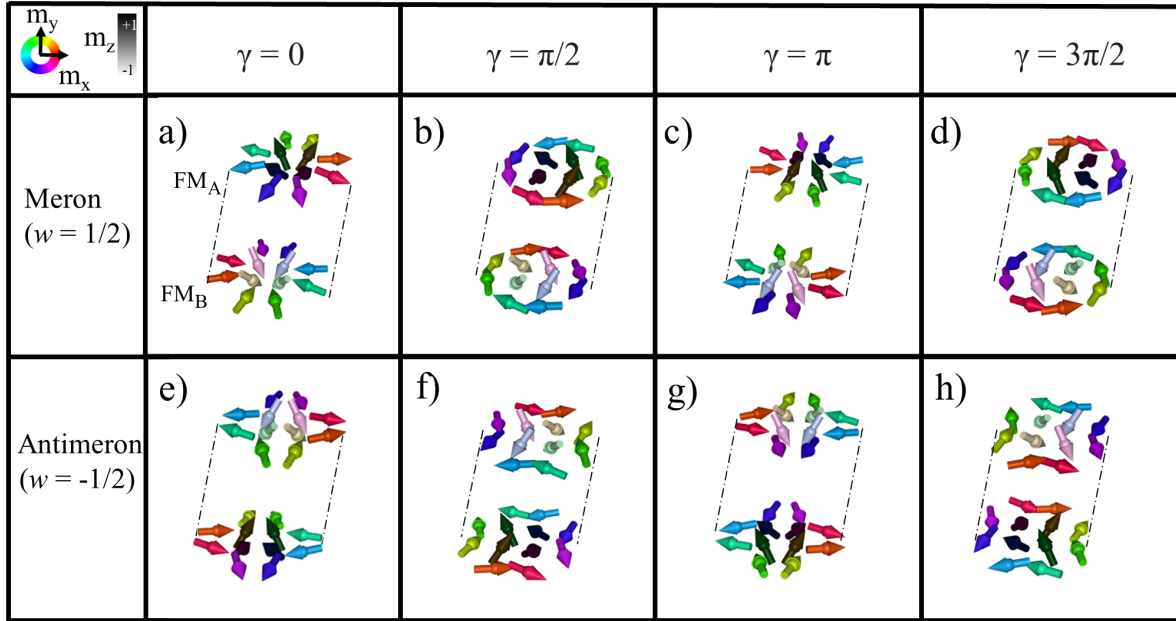 m_y
m_z
+1
-1
m_x
γ = 0
γ = π/2
γ = π
γ = 3π/2
Meron
(w = 1/2)
a)
FM_A
FM_B
b)
c)
d)
Antimeron
(w = -1/2)
e)
f)
g)
h)